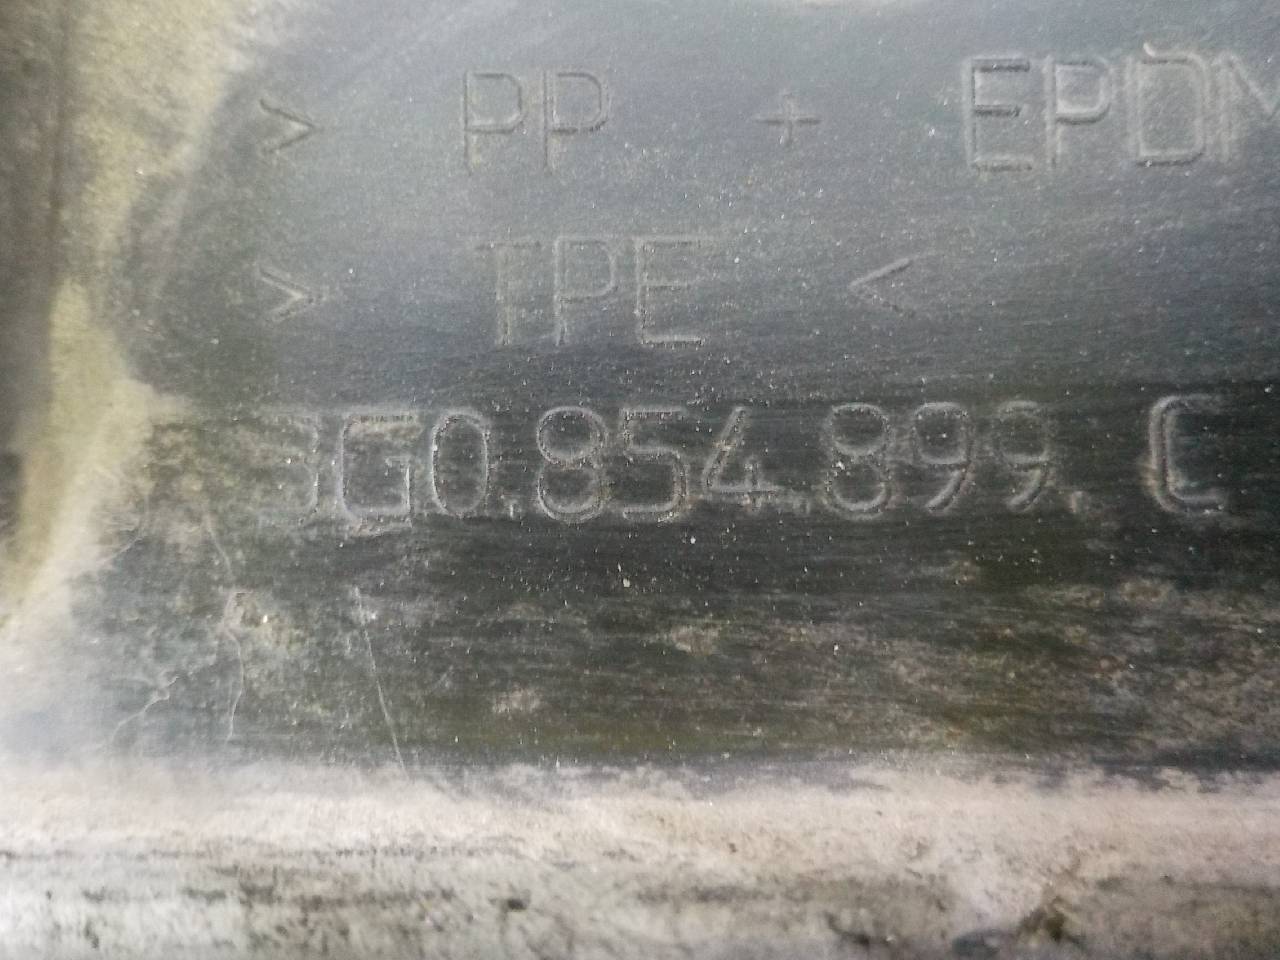 > PP + EPDM
> TPE <
3G0.854.899. C